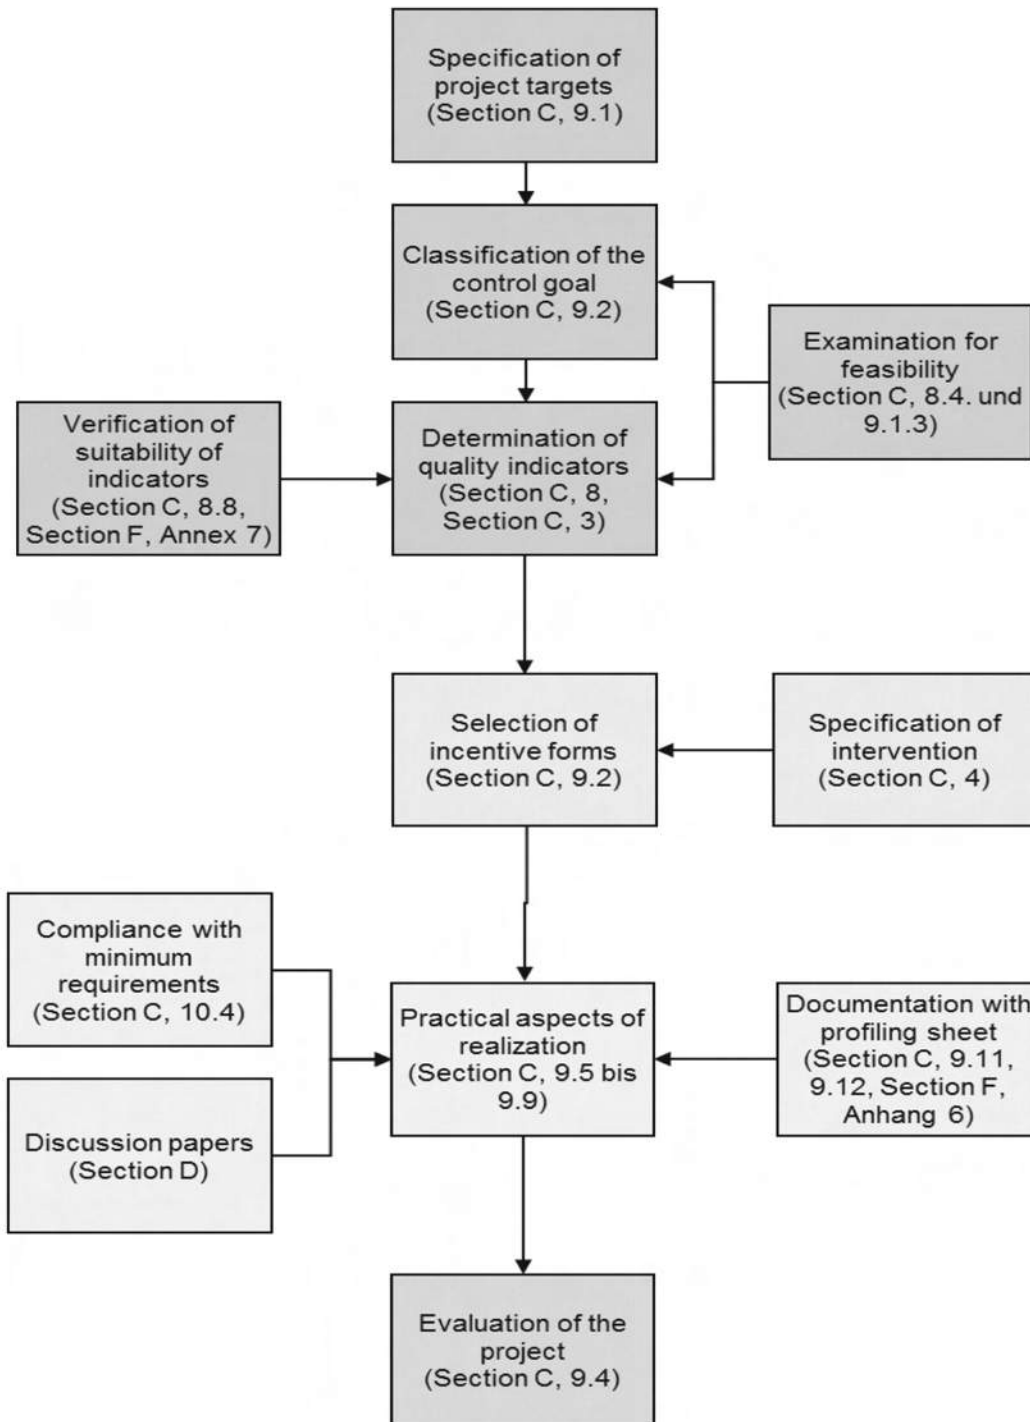 Specification of
project targets
(Section C, 9.1)
Classification of the
control goal
(Section C, 9.2)
Examination for
feasibility
(Section C, 8.4. und
9.1.3)
Verification of
suitability of
indicators
(Section C, 8.8,
Section F, Annex 7)
Determination of
quality indicators
(Section C, 8,
Section C, 3)
Selection of
incentive forms
(Section C, 9.2)
Specification of
intervention
(Section C, 4)
Compliance with
minimum
requirements
(Section C, 10.4)
Practical aspects of
realization
(Section C, 9.5 bis
9.9)
Documentation with
profiling sheet
(Section C, 9.11,
9.12, Section F,
Anhang 6)
Discussion papers
(Section D)
Evaluation of the
project
(Section C, 9.4)